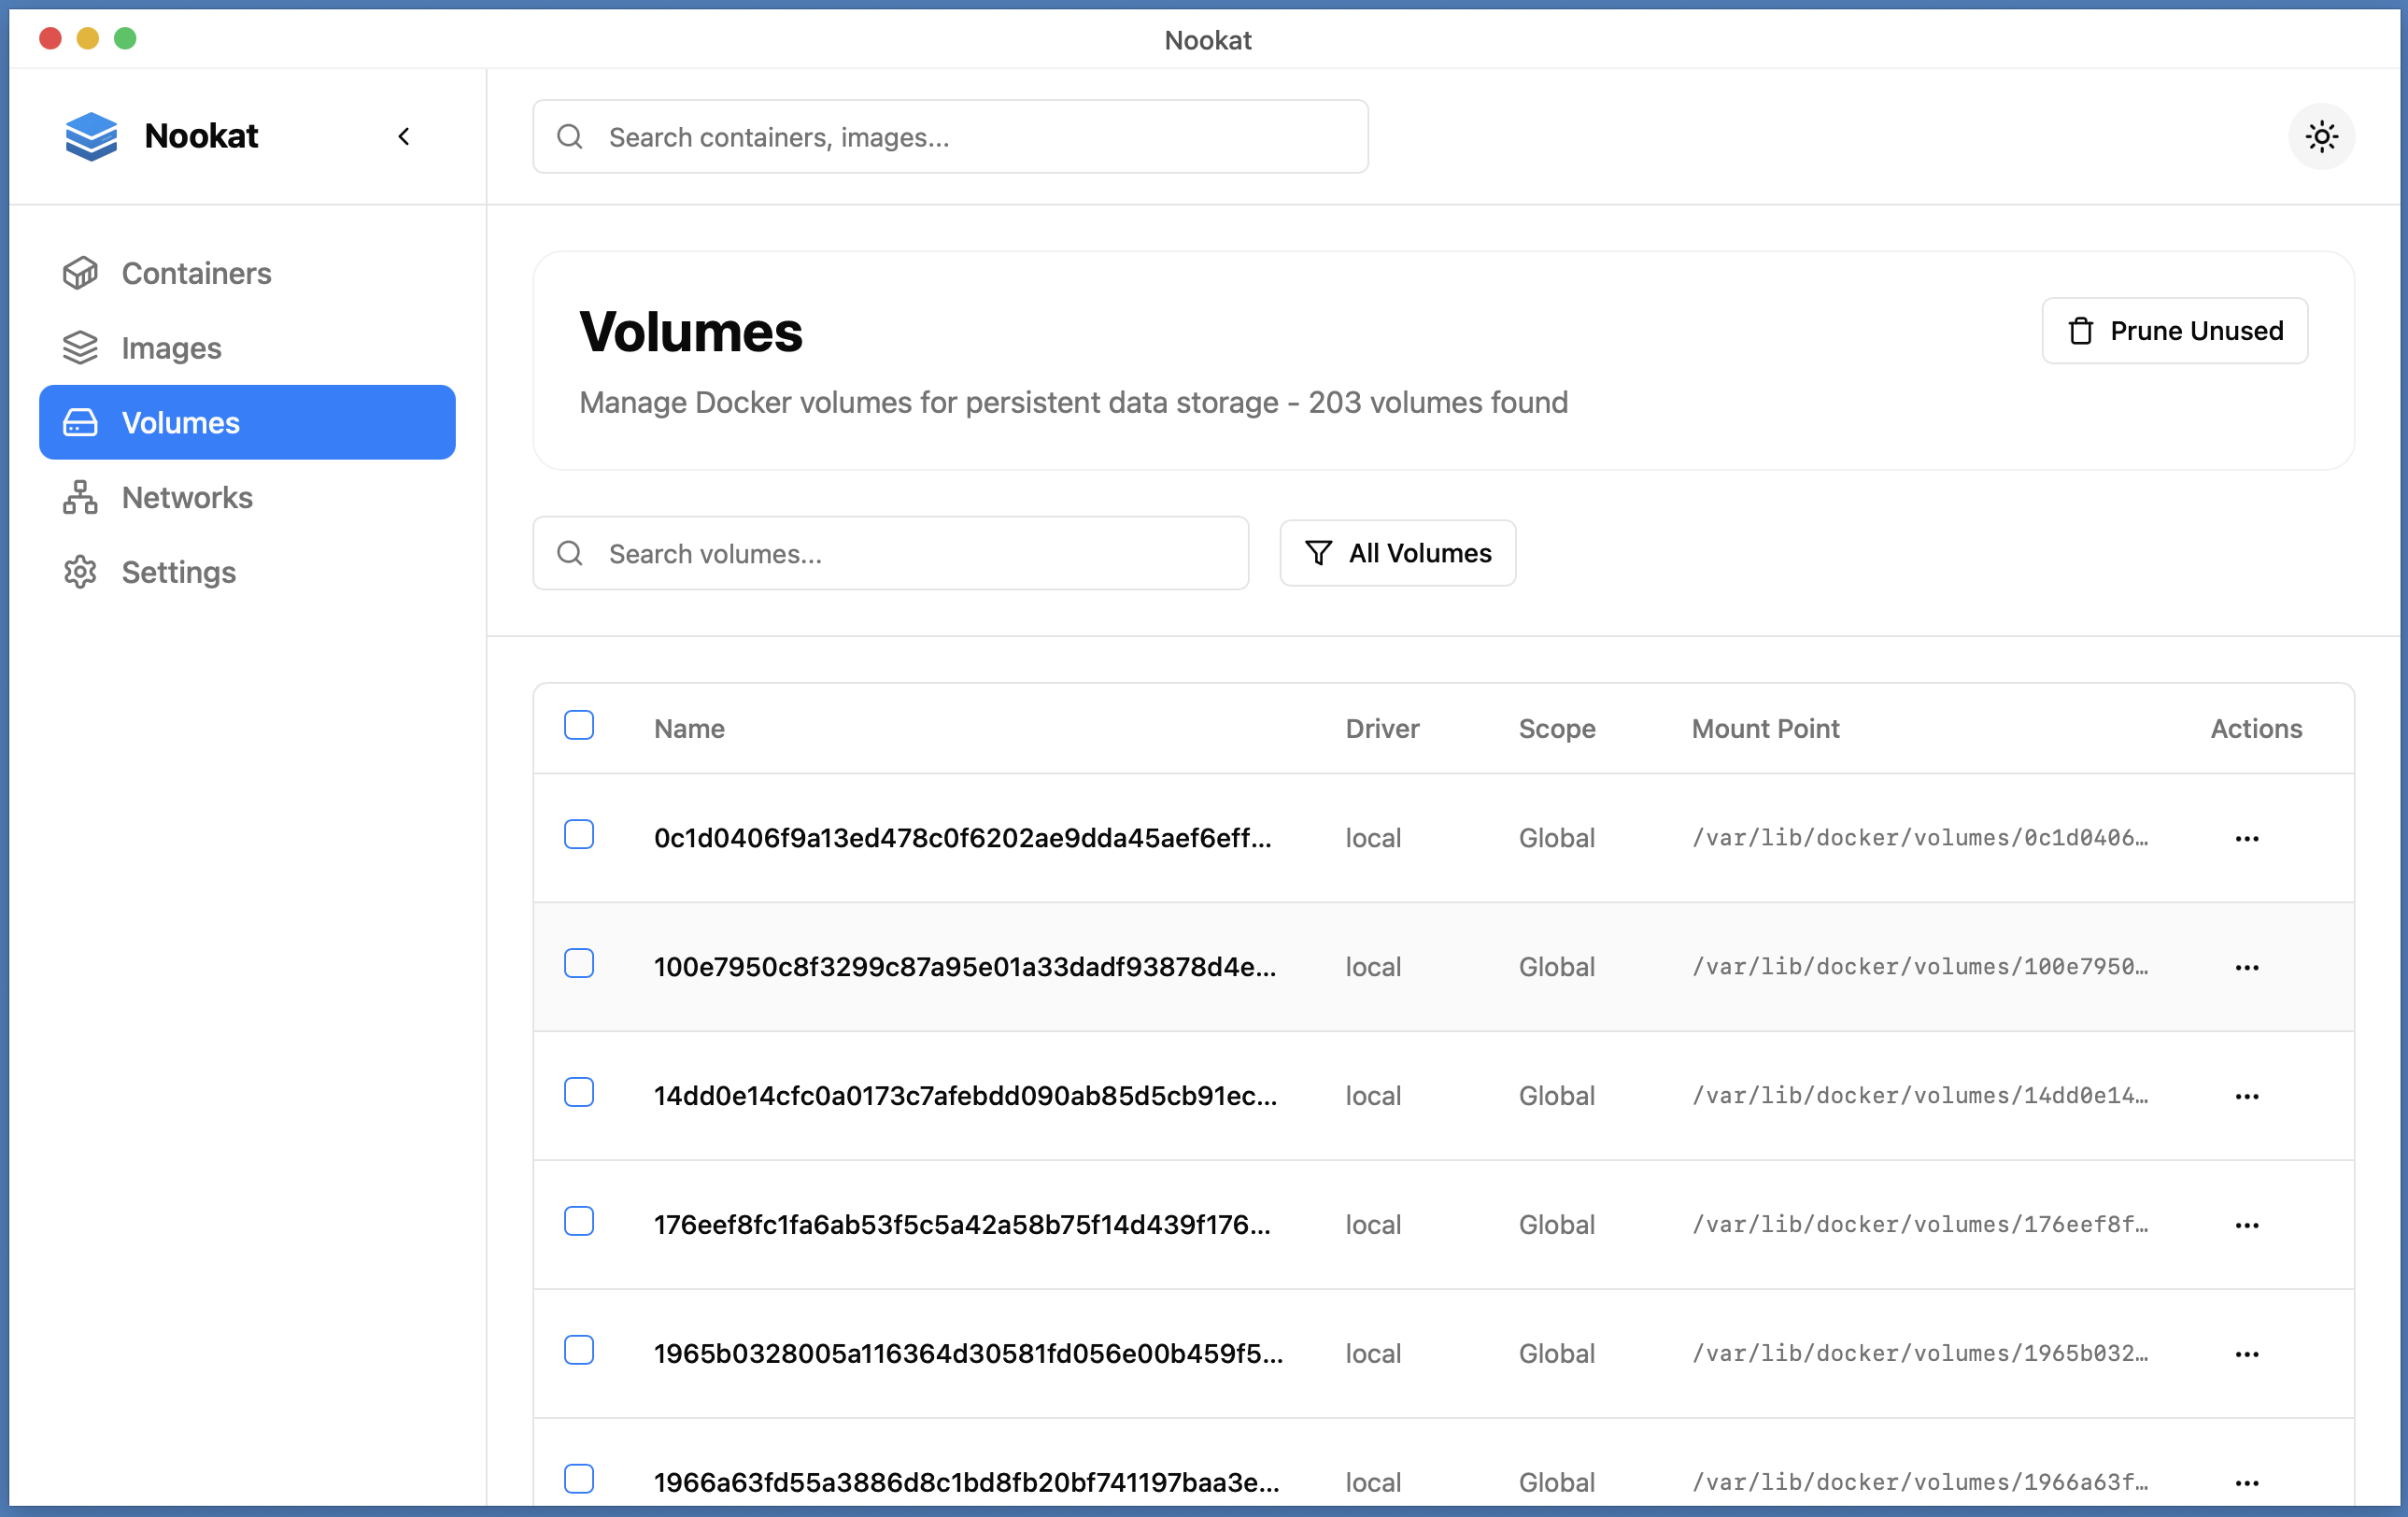 Nookat
Nookat
Search containers, images...
Containers
Images
Volumes
Networks
Settings
Volumes
Prune Unused
Manage Docker volumes for persistent data storage - 203 volumes found
Search volumes...
All Volumes
Name Driver Scope Mount Point Actions
0c1d0406f9a13ed478c0f6202ae9dda45aef6eff... local Global /var/lib/docker/volumes/0c1d0406…
100e7950c8f3299c87a95e01a33dadf93878d4e... local Global /var/lib/docker/volumes/100e7950…
14dd0e14cfc0a0173c7afebdd090ab85d5cb91ec... local Global /var/lib/docker/volumes/14dd0e14…
176eef8fc1fa6ab53f5c5a42a58b75f14d439f176... local Global /var/lib/docker/volumes/176eef8f…
1965b0328005a116364d30581fd056e00b459f5... local Global /var/lib/docker/volumes/1965b032…
1966a63fd55a3886d8c1bd8fb20bf741197baa3e... local Global /var/lib/docker/volumes/1966a63f…